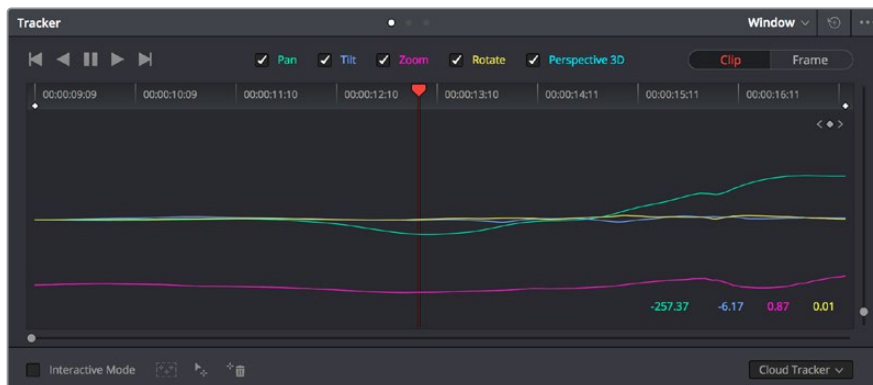 Tracker Window
Pan Tilt Zoom Rotate Perspective 3D Clip Frame
00:00:09:09 00:00:10:09 00:00:11:10 00:00:12:10 00:00:13:10 00:00:14:11 00:00:15:11 00:00:16:11
-257.37 -6.17 0.87 0.01
Interactive Mode Cloud Tracker